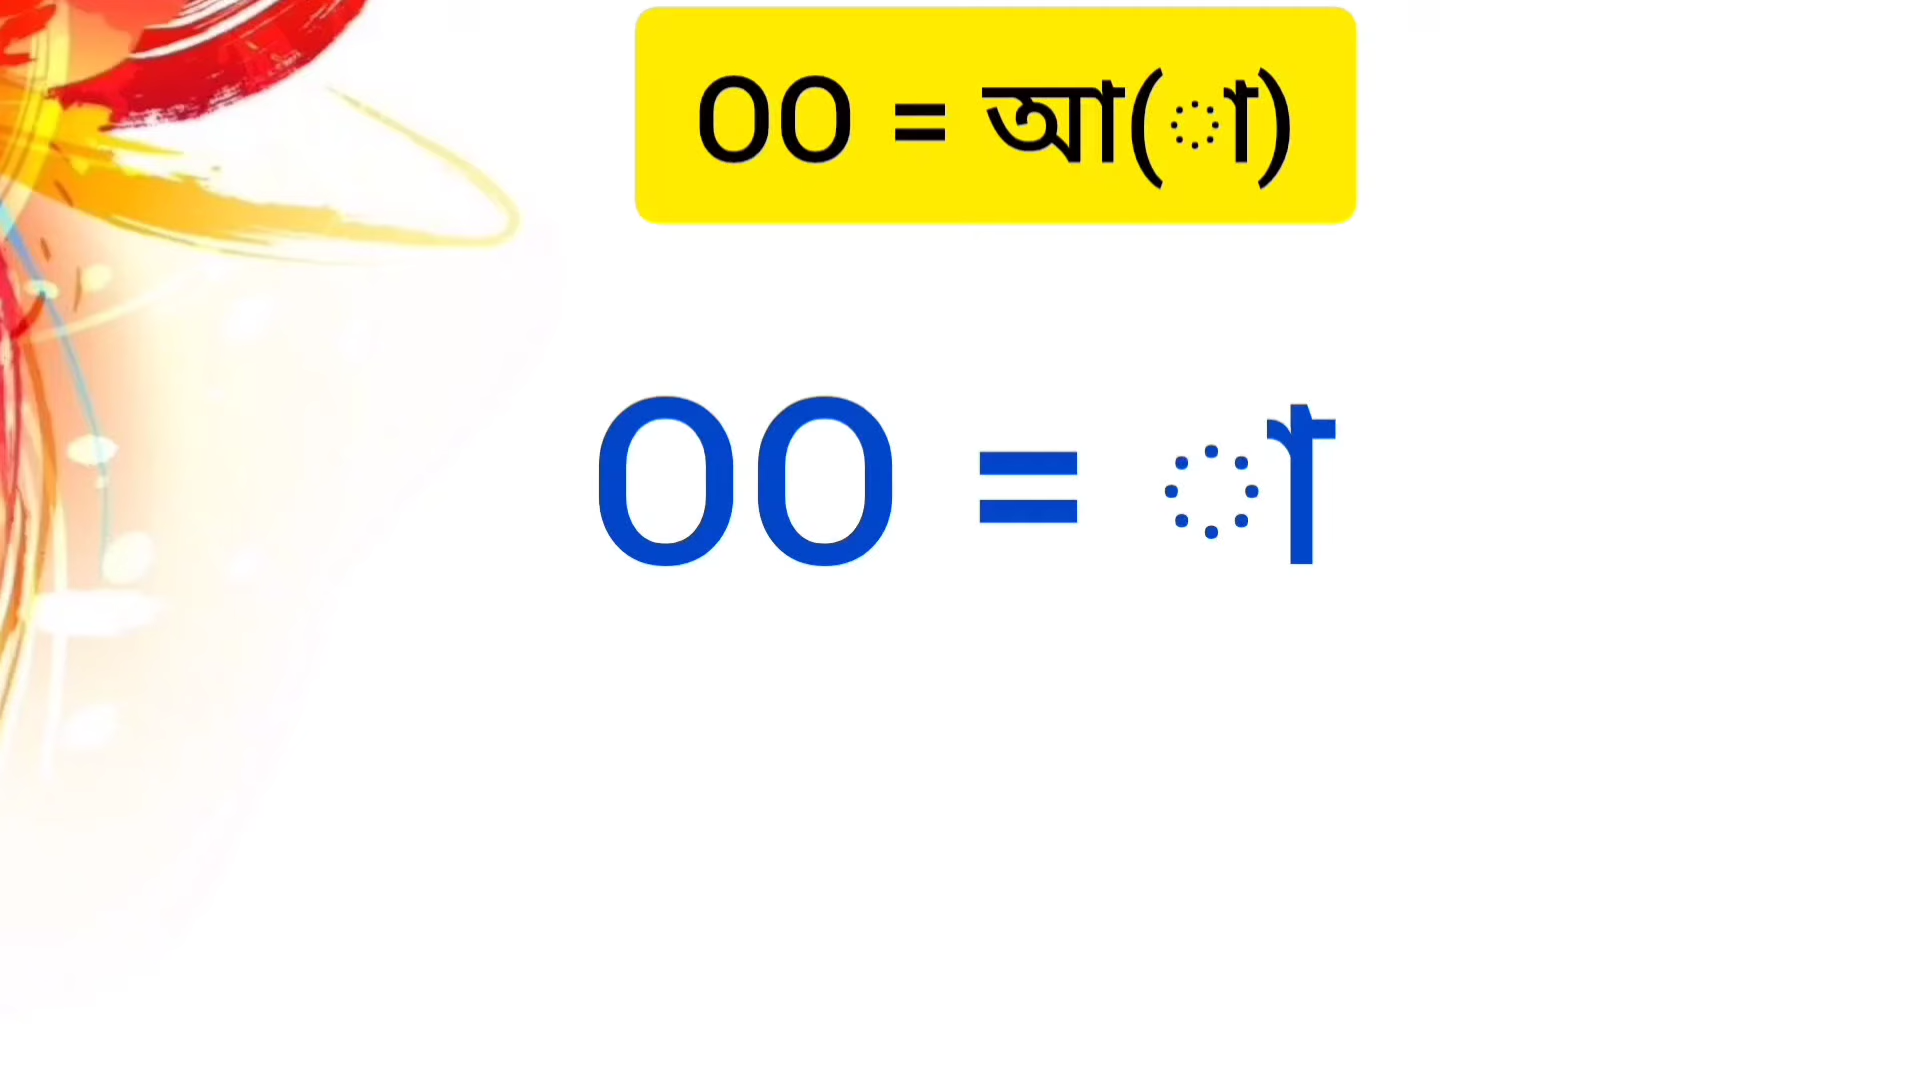 OO = আ(া)
OO = া